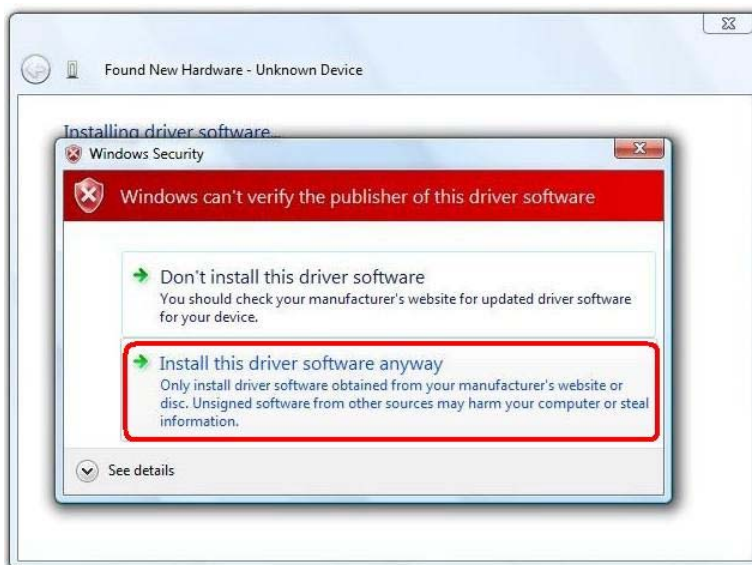 Found New Hardware - Unknown Device
Installing driver software...
Windows Security
Windows can't verify the publisher of this driver software
Don't install this driver software
You should check your manufacturer's website for updated driver software
for your device.
Install this driver software anyway
Only install driver software obtained from your manufacturer's website or
disc. Unsigned software from other sources may harm your computer or steal
information.
See details